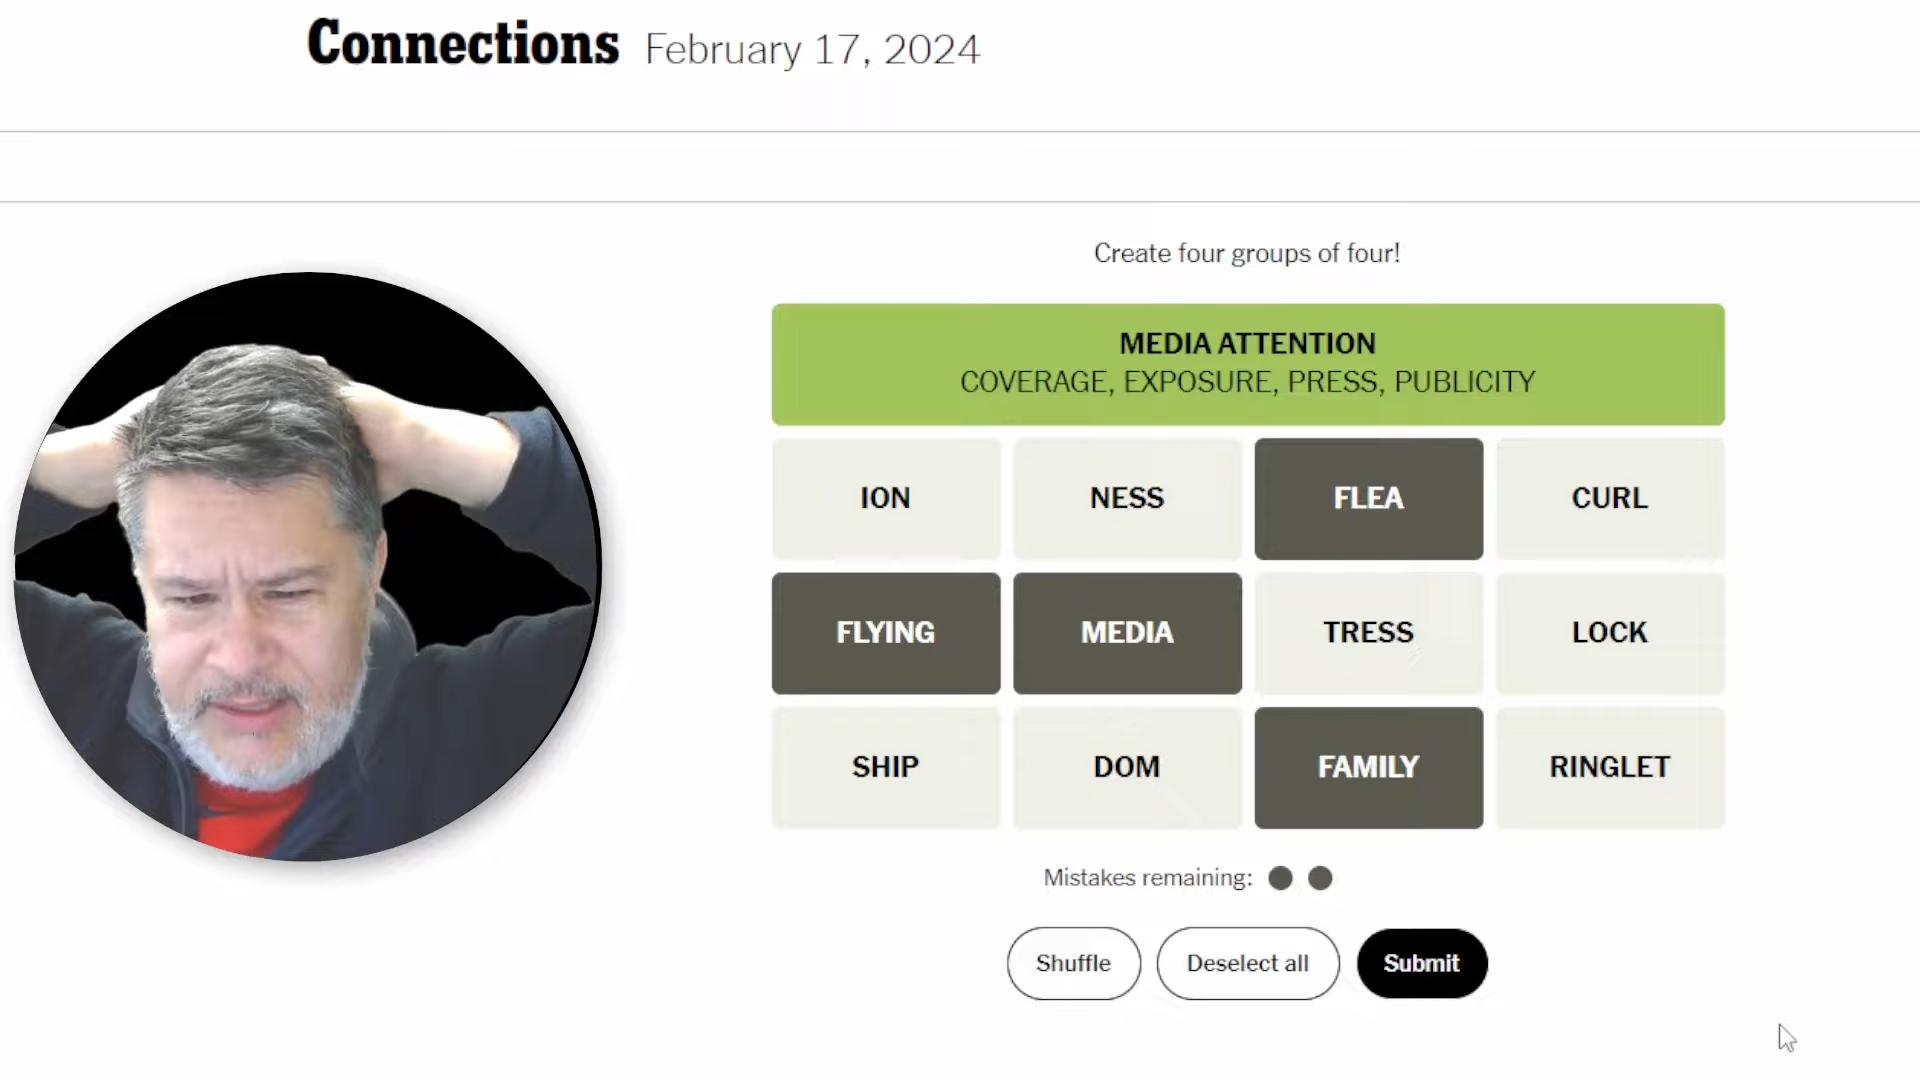 Connections February 17, 2024
Create four groups of four!
MEDIA ATTENTION
COVERAGE, EXPOSURE, PRESS, PUBLICITY
ION NESS FLEA CURL
FLYING MEDIA TRESS LOCK
SHIP DOM FAMILY RINGLET
Mistakes remaining:
Shuffle Deselect all Submit